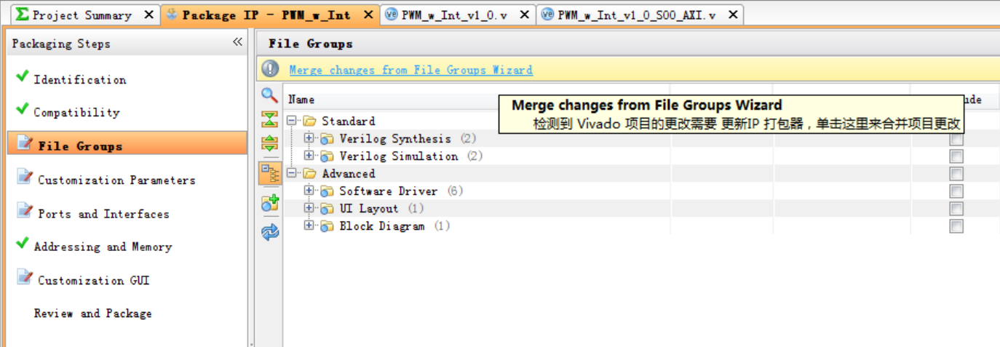 Project Summary
Package IP - PWM_w_Int
PWM_w_Int_v1_0.v
PWM_w_Int_v1_0_S00_AXI.v
Packaging Steps
Identification
Compatibility
File Groups
Customization Parameters
Ports and Interfaces
Addressing and Memory
Customization GUI
Review and Package
File Groups
Merge changes from File Groups Wizard
Name
Merge changes from File Groups Wizard
检测到 Vivado 项目的更改需要 更新IP 打包器，单击这里来合并项目更改
Standard
Verilog Synthesis (2)
Verilog Simulation (2)
Advanced
Software Driver (6)
UI Layout (1)
Block Diagram (1)